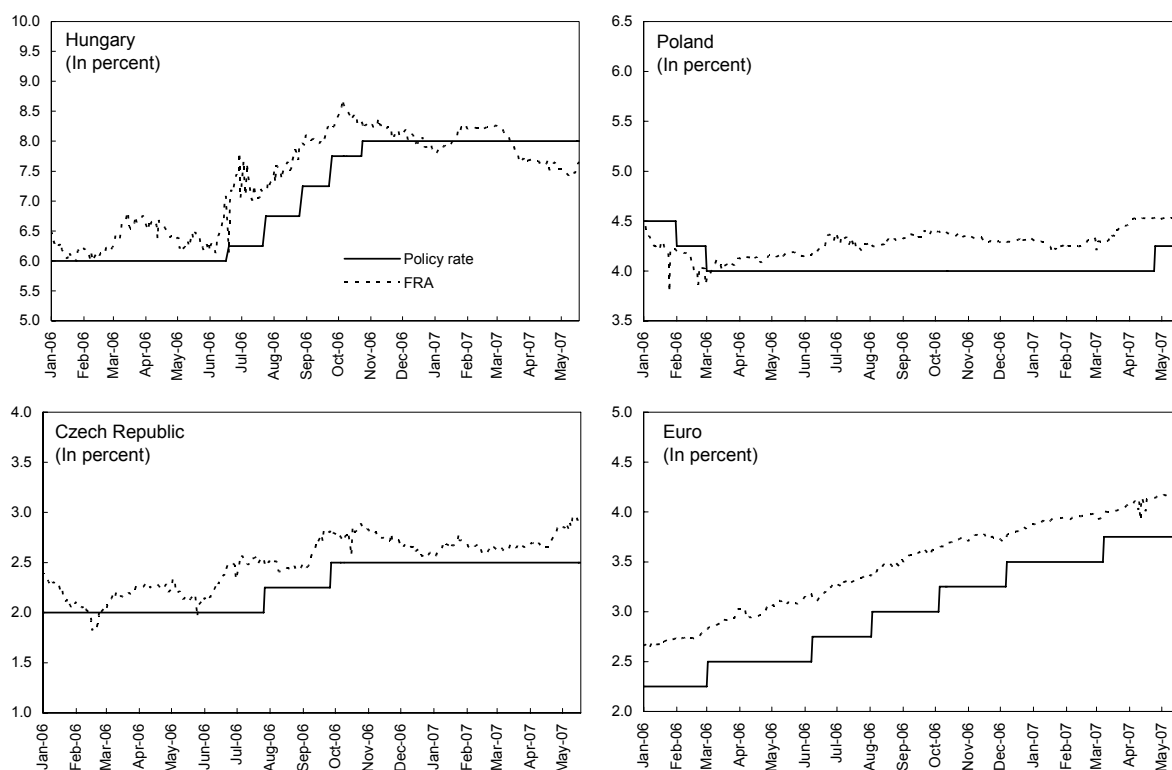 Hungary
(In percent)
10.0
9.5
9.0
8.5
8.0
7.5
7.0
6.5
6.0
5.5
5.0
Policy rate
FRA
Jan-06
Feb-06
Mar-06
Apr-06
May-06
Jun-06
Jul-06
Aug-06
Sep-06
Oct-06
Nov-06
Dec-06
Jan-07
Feb-07
Mar-07
Apr-07
May-07
Poland
(In percent)
6.5
6.0
5.5
5.0
4.5
4.0
3.5
Jan-06
Feb-06
Mar-06
Apr-06
May-06
Jun-06
Jul-06
Aug-06
Sep-06
Oct-06
Nov-06
Dec-06
Jan-07
Feb-07
Mar-07
Apr-07
May-07
Czech Republic
(In percent)
4.0
3.5
3.0
2.5
2.0
1.5
1.0
Jan-06
Feb-06
Mar-06
Apr-06
May-06
Jun-06
Jul-06
Aug-06
Sep-06
Oct-06
Nov-06
Dec-06
Jan-07
Feb-07
Mar-07
Apr-07
May-07
Euro
(In percent)
5.0
4.5
4.0
3.5
3.0
2.5
2.0
Jan-06
Feb-06
Mar-06
Apr-06
May-06
Jun-06
Jul-06
Aug-06
Sep-06
Oct-06
Nov-06
Dec-06
Jan-07
Feb-07
Mar-07
Apr-07
May-07